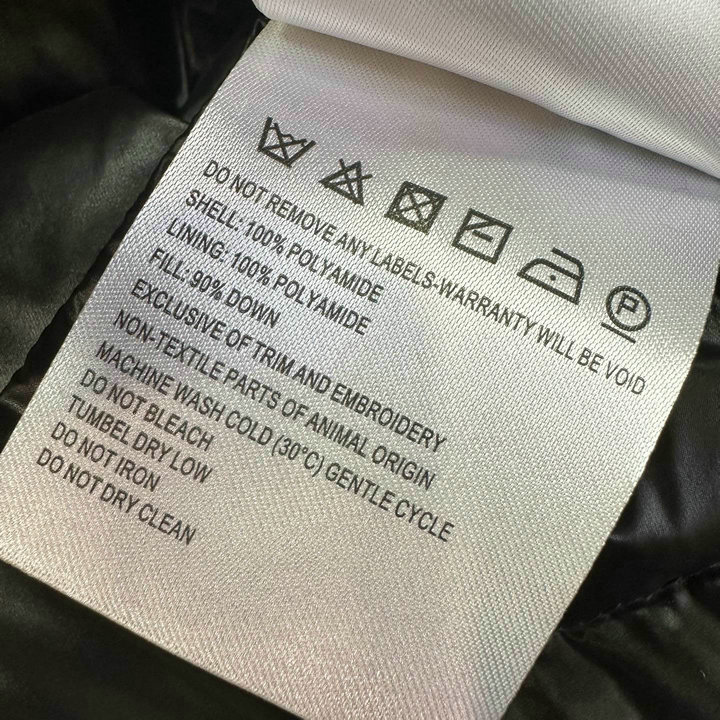 P
DO NOT REMOVE ANY LABELS-WARRANTY WILL BE VOID
SHELL: 100% POLYAMIDE
LINING: 100% POLYAMIDE
FILL: 90% DOWN
EXCLUSIVE OF TRIM AND EMBROIDERY
NON-TEXTILE PARTS OF ANIMAL ORIGIN
MACHINE WASH COLD (30°C) GENTLE CYCLE
DO NOT BLEACH
TUMBEL DRY LOW
DO NOT IRON
DO NOT DRY CLEAN